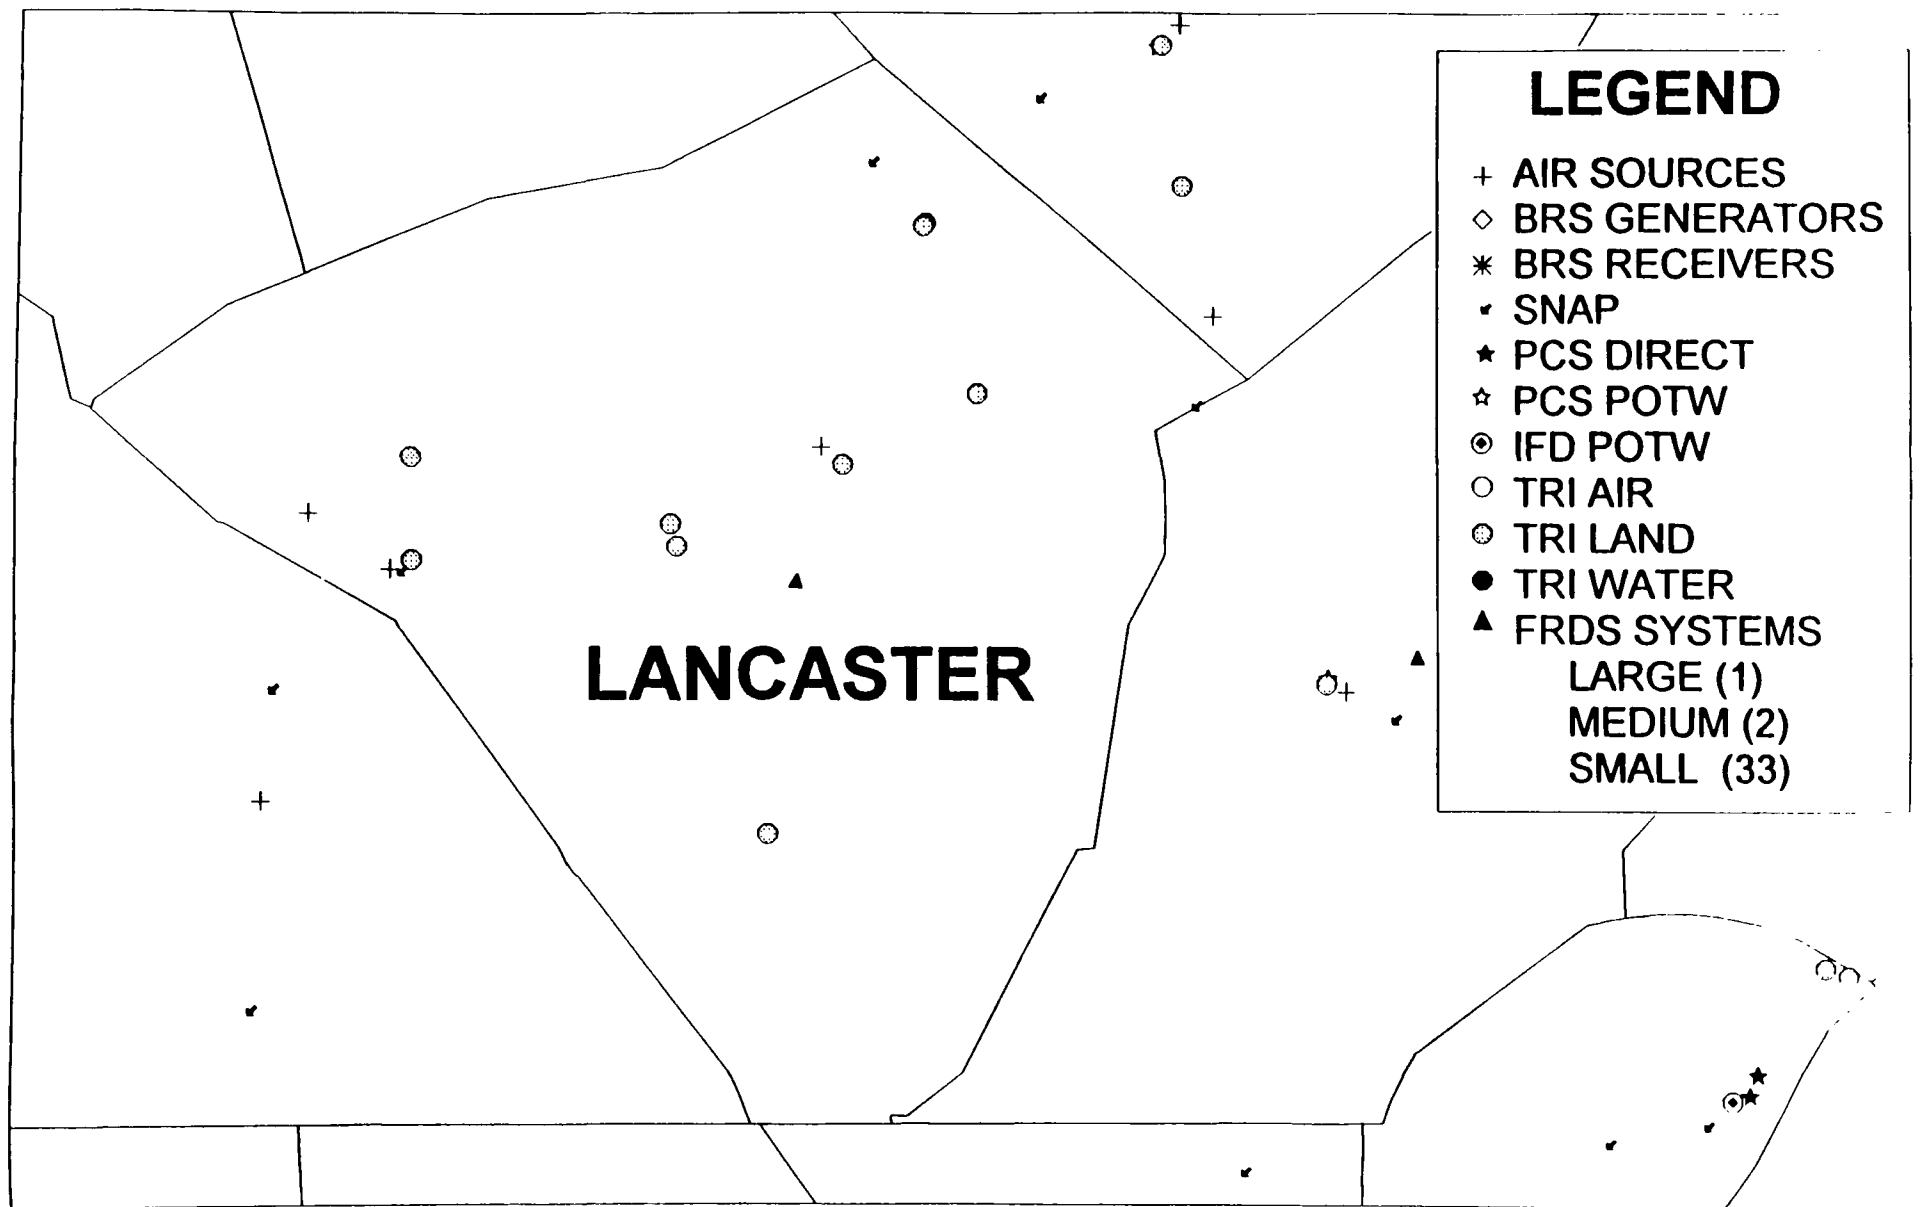 LEGEND
AIR SOURCES
BRS GENERATORS
BRS RECEIVERS
SNAP
PCS DIRECT
PCS POTW
IFD POTW
TRI AIR
TRI LAND
TRI WATER
FRDS SYSTEMS
LARGE (1)
MEDIUM (2)
SMALL (33)
LANCASTER